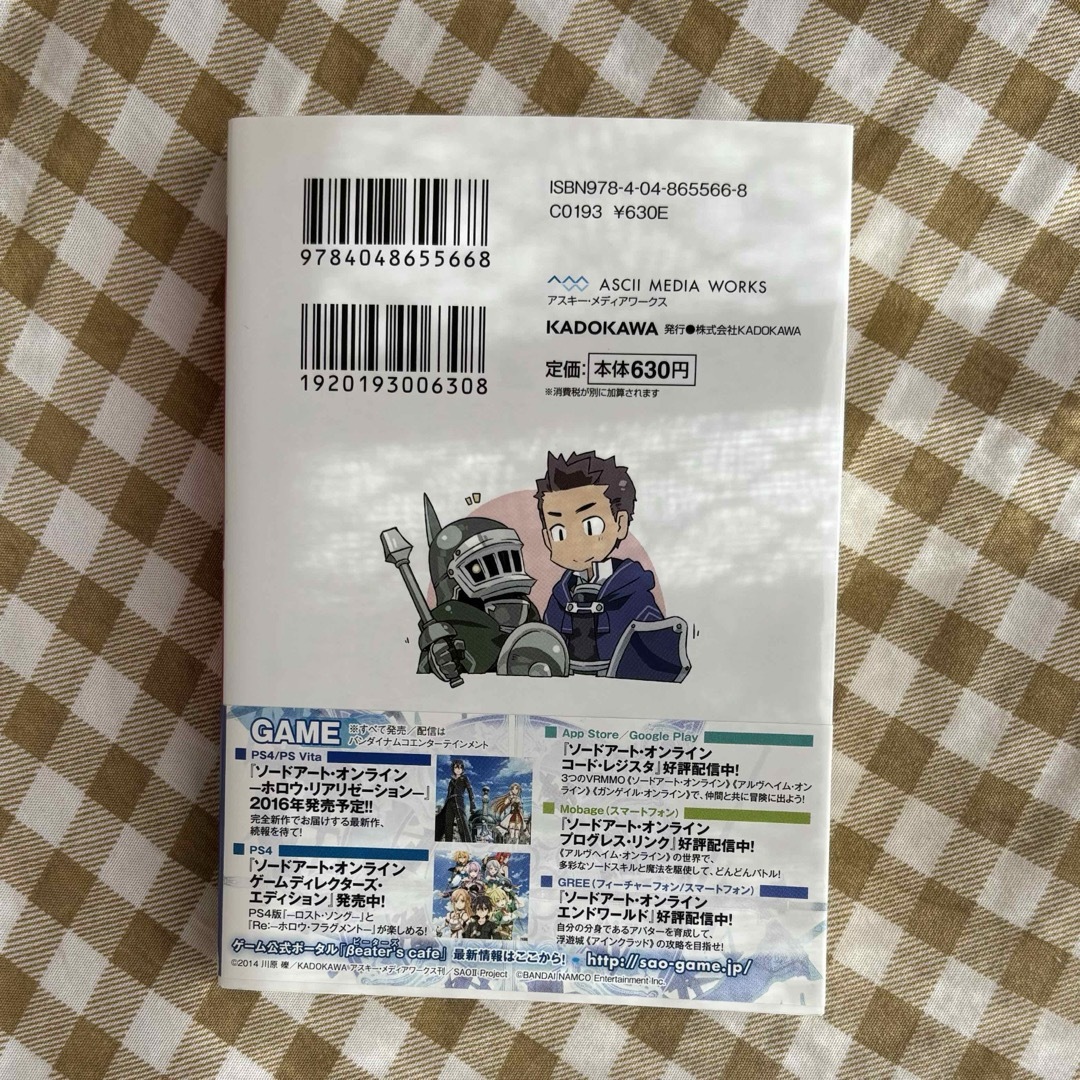 9784048655668
1920193006308
ISBN978-4-04-865566-8
C0193 ¥630E
ASCII MEDIA WORKS
アスキー・メディアワークス
KADOKAWA 発行●株式会社KADOKAWA
定価:本体630円
※消費税が別に加算されます
GAME ※すべて発売/配信は
バンダイナムコエンターテインメント
PS4/PS Vita
『ソードアート・オンライン
―ホロウ・リアリゼーション―』
2016年発売予定!!
完全新作でお届けする最新作、
続報を待て!
PS4
『ソードアート・オンライン
ゲームディレクターズ・
エディション』発売中!
PS4版『―ロスト・ソング―』と
『Re:―ホロウ・フラグメント―』が楽しめる!
App Store/Google Play
『ソードアート・オンライン
コード・レジスタ』好評配信中!
3つのVRMMO《ソードアート・オンライン》《アルヴヘイム・オン
ライン》《ガンゲイル・オンライン》で、仲間と共に冒険に出よう!
Mobage(スマートフォン)
『ソードアート・オンライン
プログレス・リンク』好評配信中!
《アルヴヘイム・オンライン》の世界で、
多彩なソードスキルと魔法を駆使して、どんどんバトル!
GREE(フィーチャーフォン/スマートフォン)
『ソードアート・オンライン
エンドワールド』好評配信中!
自分の分身であるアバターを育成して、
浮遊城《アインクラッド》の攻略を目指せ!
ビーターズ
ゲーム公式ポータル『βeater's cafe』最新情報はここから! http://sao-game.jp/
©2014 川原 礫/KADOKAWA アスキー・メディアワークス刊/SAOII Project ©BANDAI NAMCO Entertainment Inc.